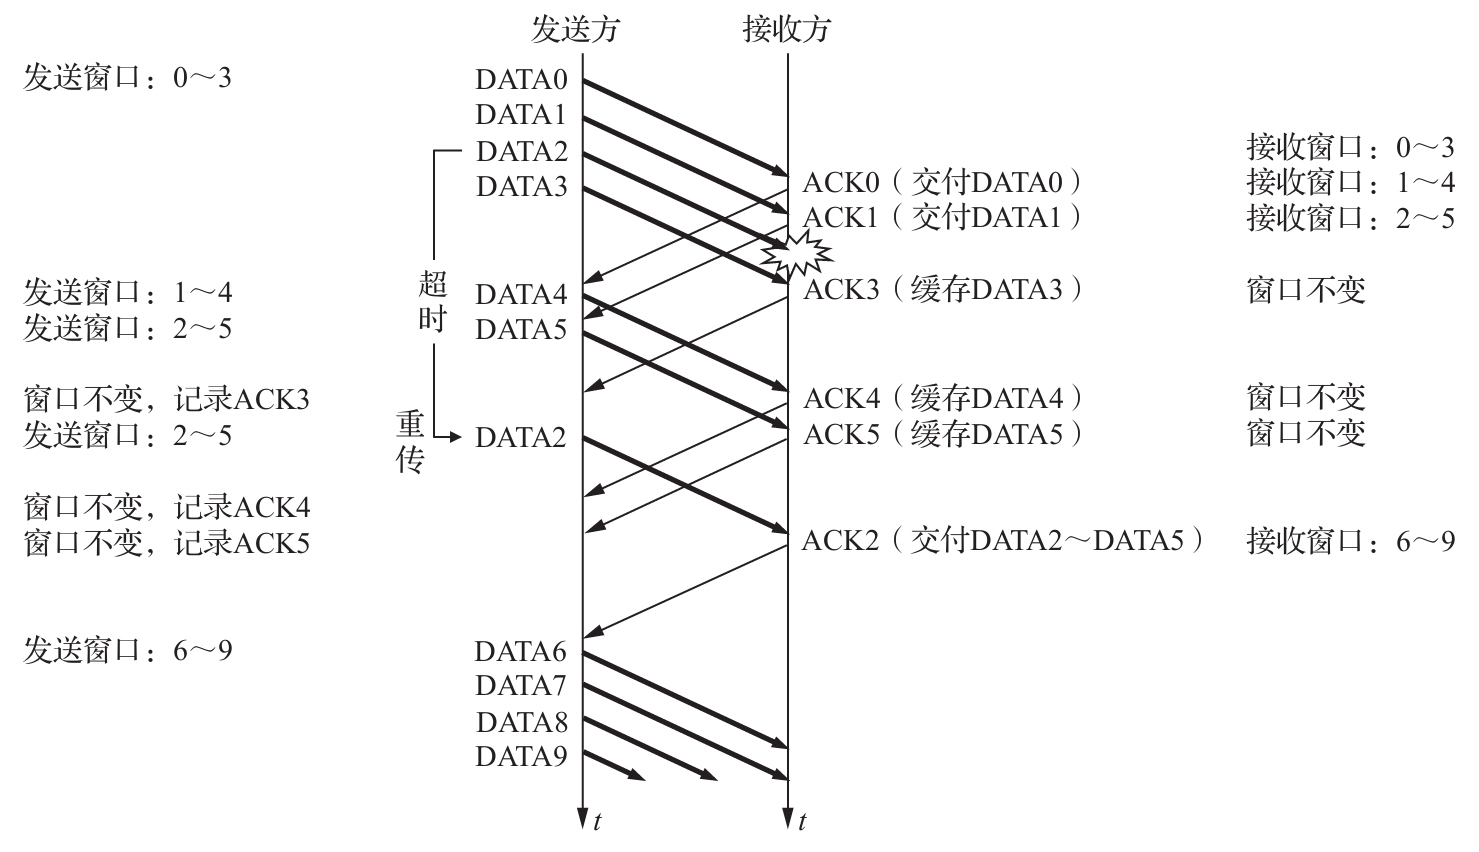 发送方 接收方
发送窗口：0～3 DATA0
DATA1
DATA2 接收窗口：0～3
DATA3 ACK0（交付DATA0） 接收窗口：1～4
ACK1（交付DATA1） 接收窗口：2～5
超时
发送窗口：1～4 DATA4 ACK3（缓存DATA3） 窗口不变
发送窗口：2～5 DATA5
窗口不变，记录ACK3 ACK4（缓存DATA4） 窗口不变
发送窗口：2～5 重传 DATA2 ACK5（缓存DATA5） 窗口不变
窗口不变，记录ACK4
窗口不变，记录ACK5 ACK2（交付DATA2～DATA5） 接收窗口：6～9
发送窗口：6～9 DATA6
DATA7
DATA8
DATA9
t t